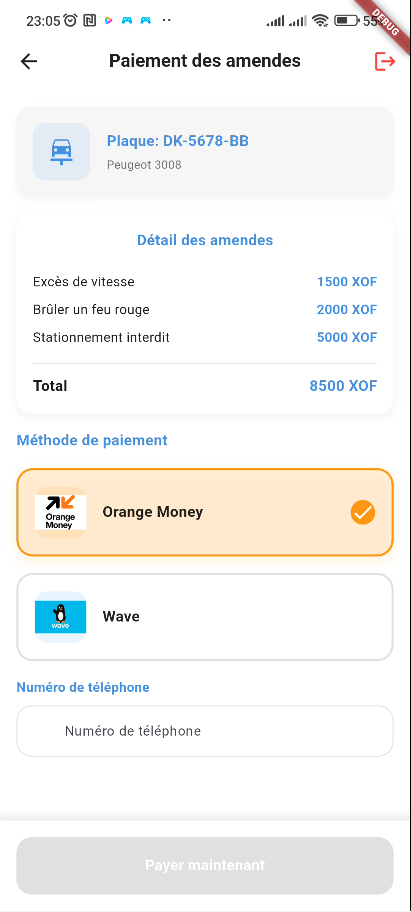 23:05
55
DEBUG
Paiement des amendes
Plaque: DK-5678-BB
Peugeot 3008
Détail des amendes
Excès de vitesse 1500 XOF
Brûler un feu rouge 2000 XOF
Stationnement interdit 5000 XOF
Total 8500 XOF
Méthode de paiement
Orange
Money
Orange Money
wave
Wave
Numéro de téléphone
Numéro de téléphone
Payer maintenant